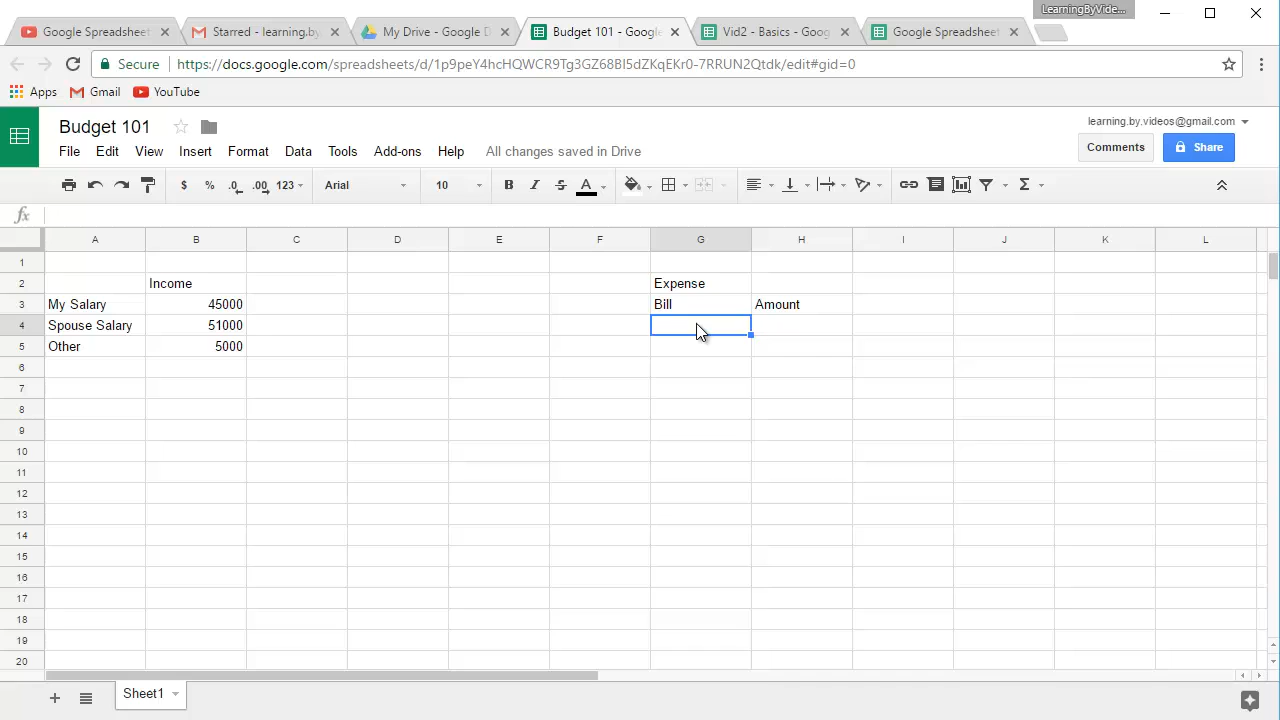 LearningByVide...
Google Spreadsheet
Starred - learning.by
My Drive - Google D
Budget 101 - Google
Vid2 - Basics - Goog
Google Spreadsheet
Secure
https://docs.google.com/spreadsheets/d/1p9peY4hcHQWCR9Tg3GZ68BI5dZKqEKr0-7RRUN2Qtdk/edit#gid=0
Apps Gmail YouTube
Budget 101
learning.by.videos@gmail.com
File Edit View Insert Format Data Tools Add-ons Help All changes saved in Drive
Comments Share
$ % .0 .00 123 Arial 10 B I S A Σ
fx
A B C D E F G H I J K L
1
2 Income Expense
3 My Salary 45000 Bill Amount
4 Spouse Salary 51000
5 Other 5000
6
7
8
9
10
11
12
13
14
15
16
17
18
19
20
+ Sheet1